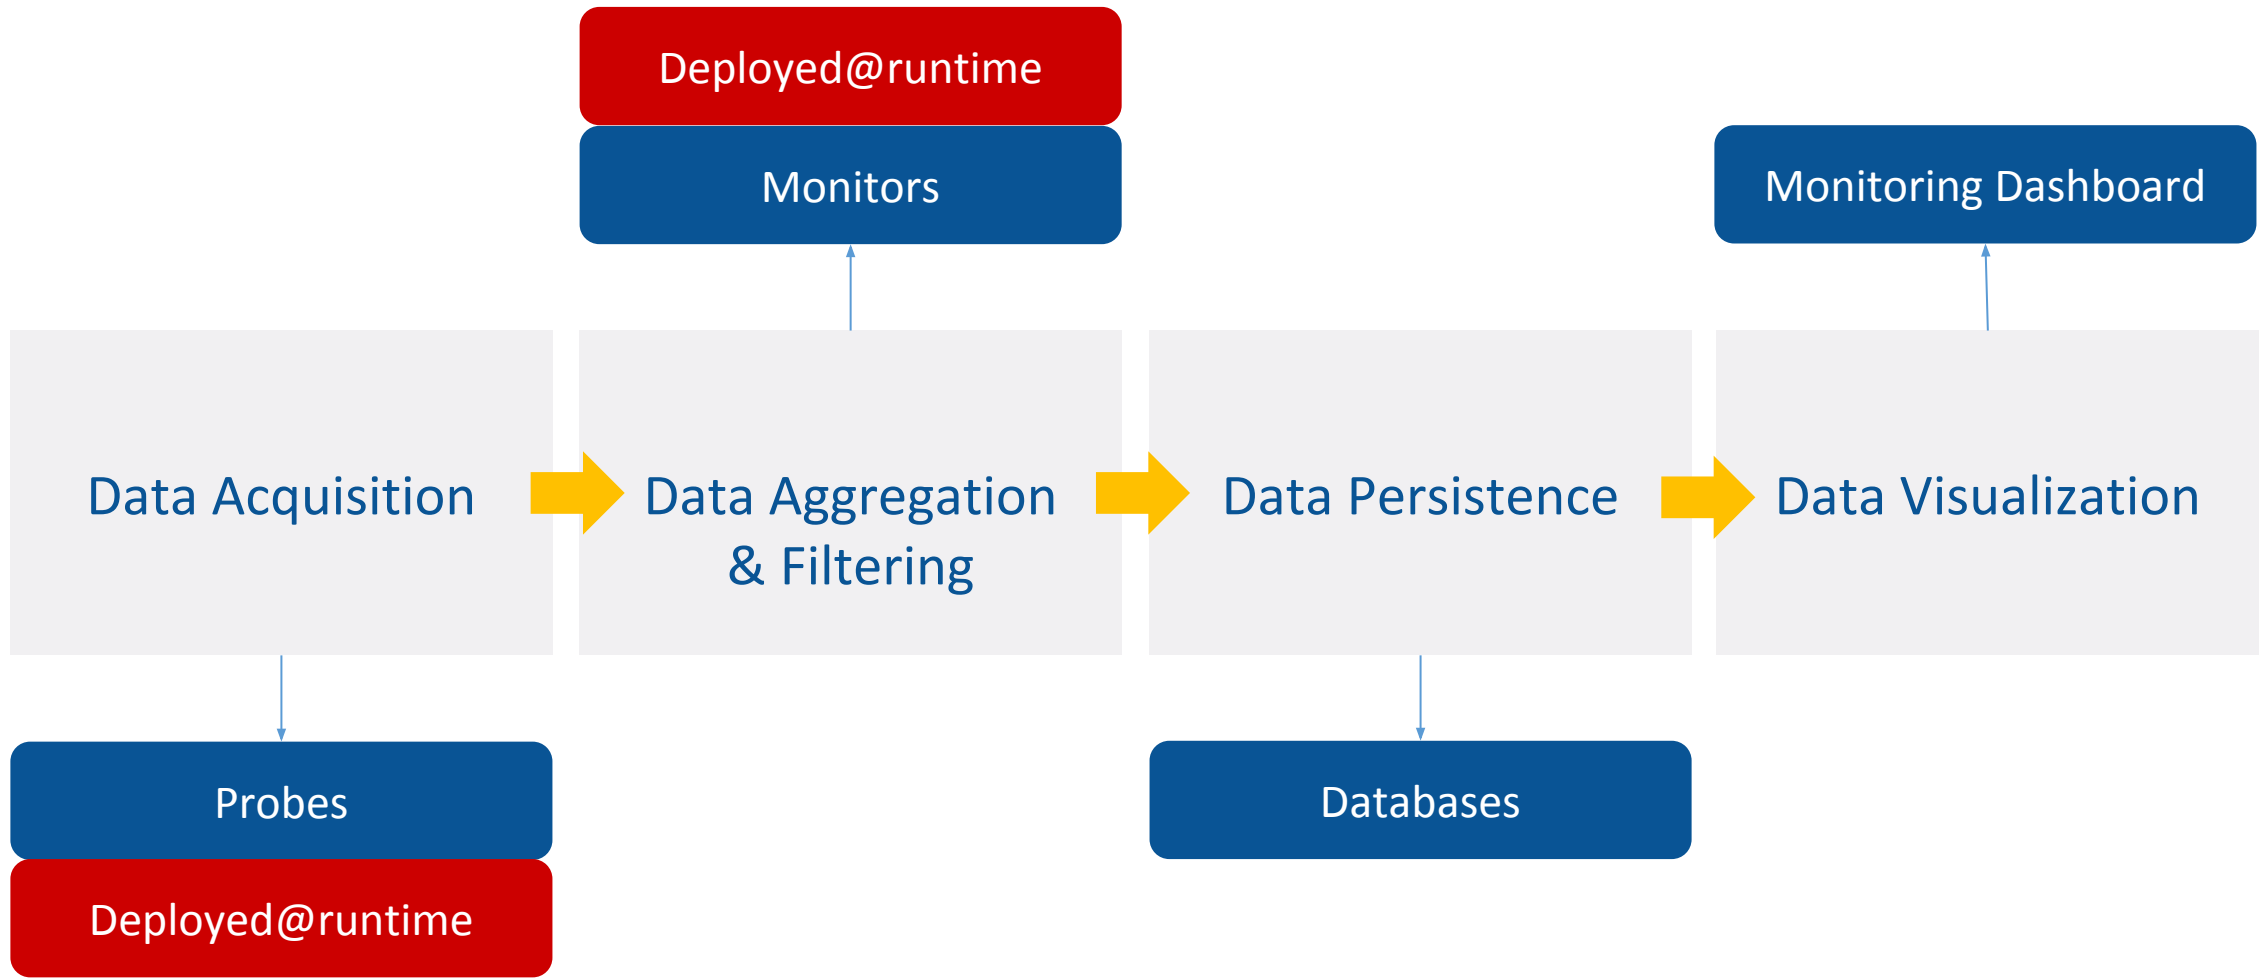 Deployed@runtime
Monitors
Monitoring Dashboard
Data Acquisition
Data Aggregation
& Filtering
Data Persistence
Data Visualization
Probes
Databases
Deployed@runtime